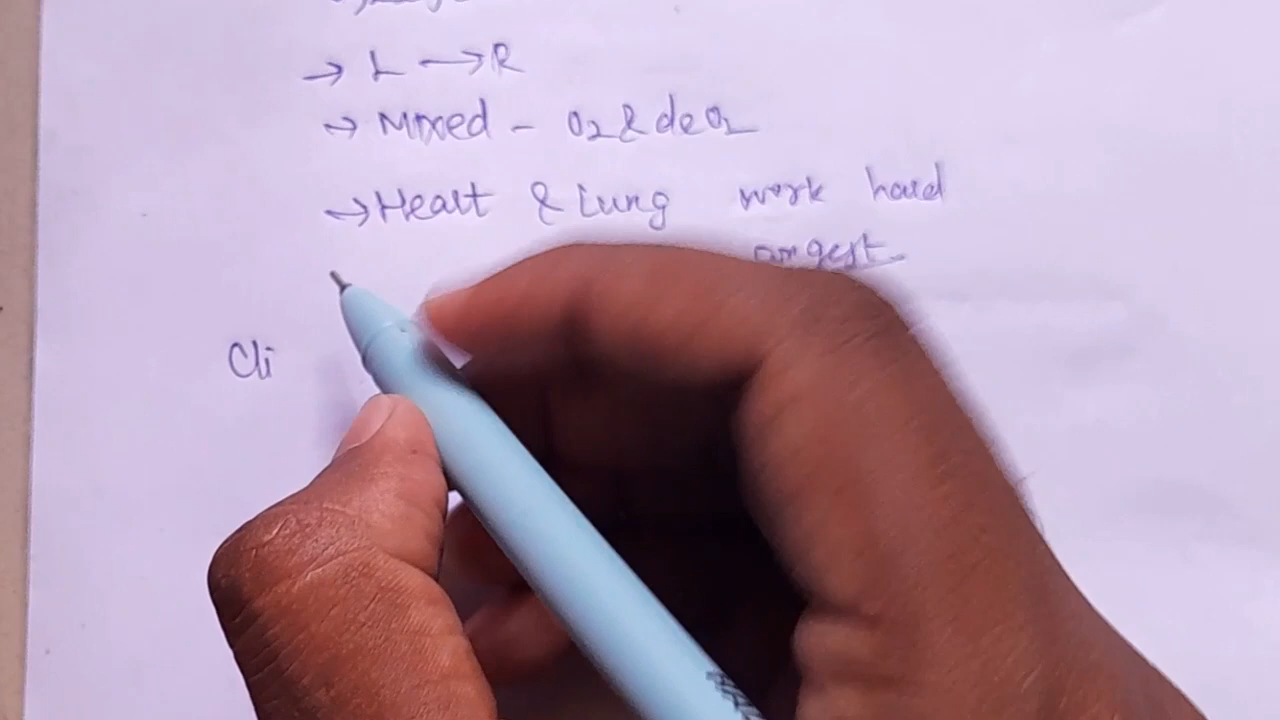 → L → R
→ Mixed - O2 & deO2
→ Heart & Lung work hard
Cli